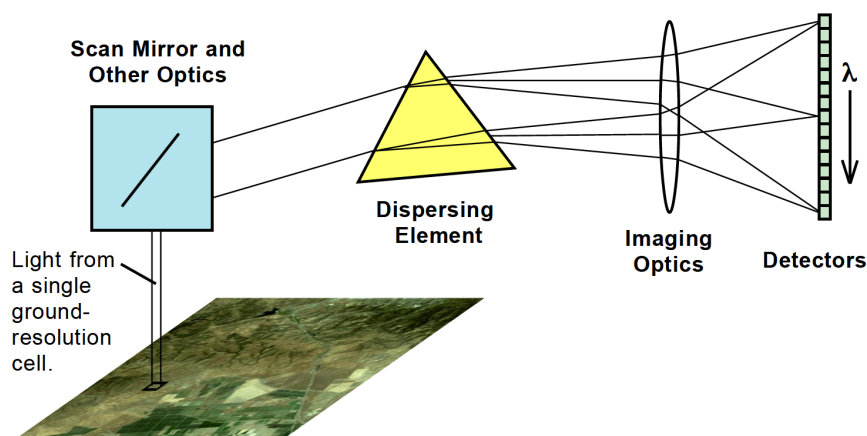 Scan Mirror and
Other Optics
λ
Dispersing
Element
Imaging
Optics
Detectors
Light from
a single
ground-
resolution
cell.